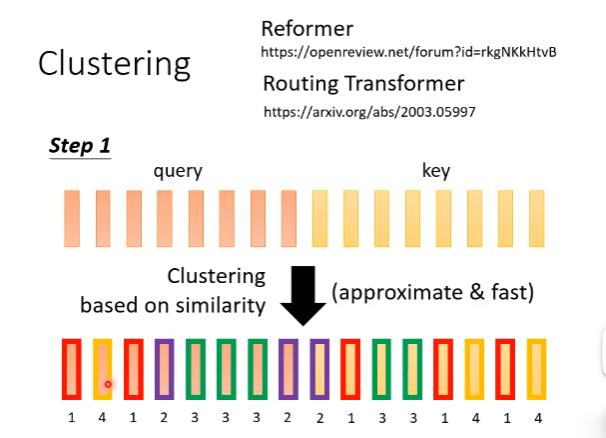 Clustering
Reformer
https://openreview.net/forum?id=rkgNKkHtvB
Routing Transformer
https://arxiv.org/abs/2003.05997
Step 1
query key
Clustering
based on similarity
(approximate & fast)
1 4 1 2 3 3 3 2 2 1 3 3 1 4 1 4